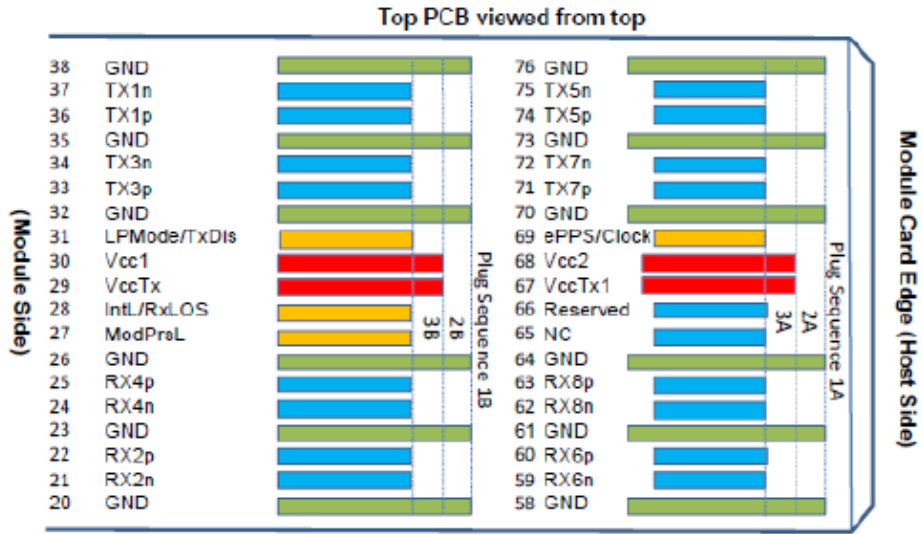 Top PCB viewed from top
38 GND
37 TX1n
36 TX1p
35 GND
34 TX3n
33 TX3p
32 GND
31 LPMode/TxDis
30 Vcc1
29 VccTx
28 IntL/RxLOS
27 ModPrsL
26 GND
25 RX4p
24 RX4n
23 GND
22 RX2p
21 RX2n
20 GND
(Module Side)
3B
2B
Plug Sequence 1B
76 GND
75 TX5n
74 TX5p
73 GND
72 TX7n
71 TX7p
70 GND
69 ePPS/Clock
68 Vcc2
67 VccTx1
66 Reserved
65 NC
64 GND
63 RX8p
62 RX8n
61 GND
60 RX6p
59 RX6n
58 GND
3A
2A
Plug Sequence 1A
Module Card Edge (Host Side)